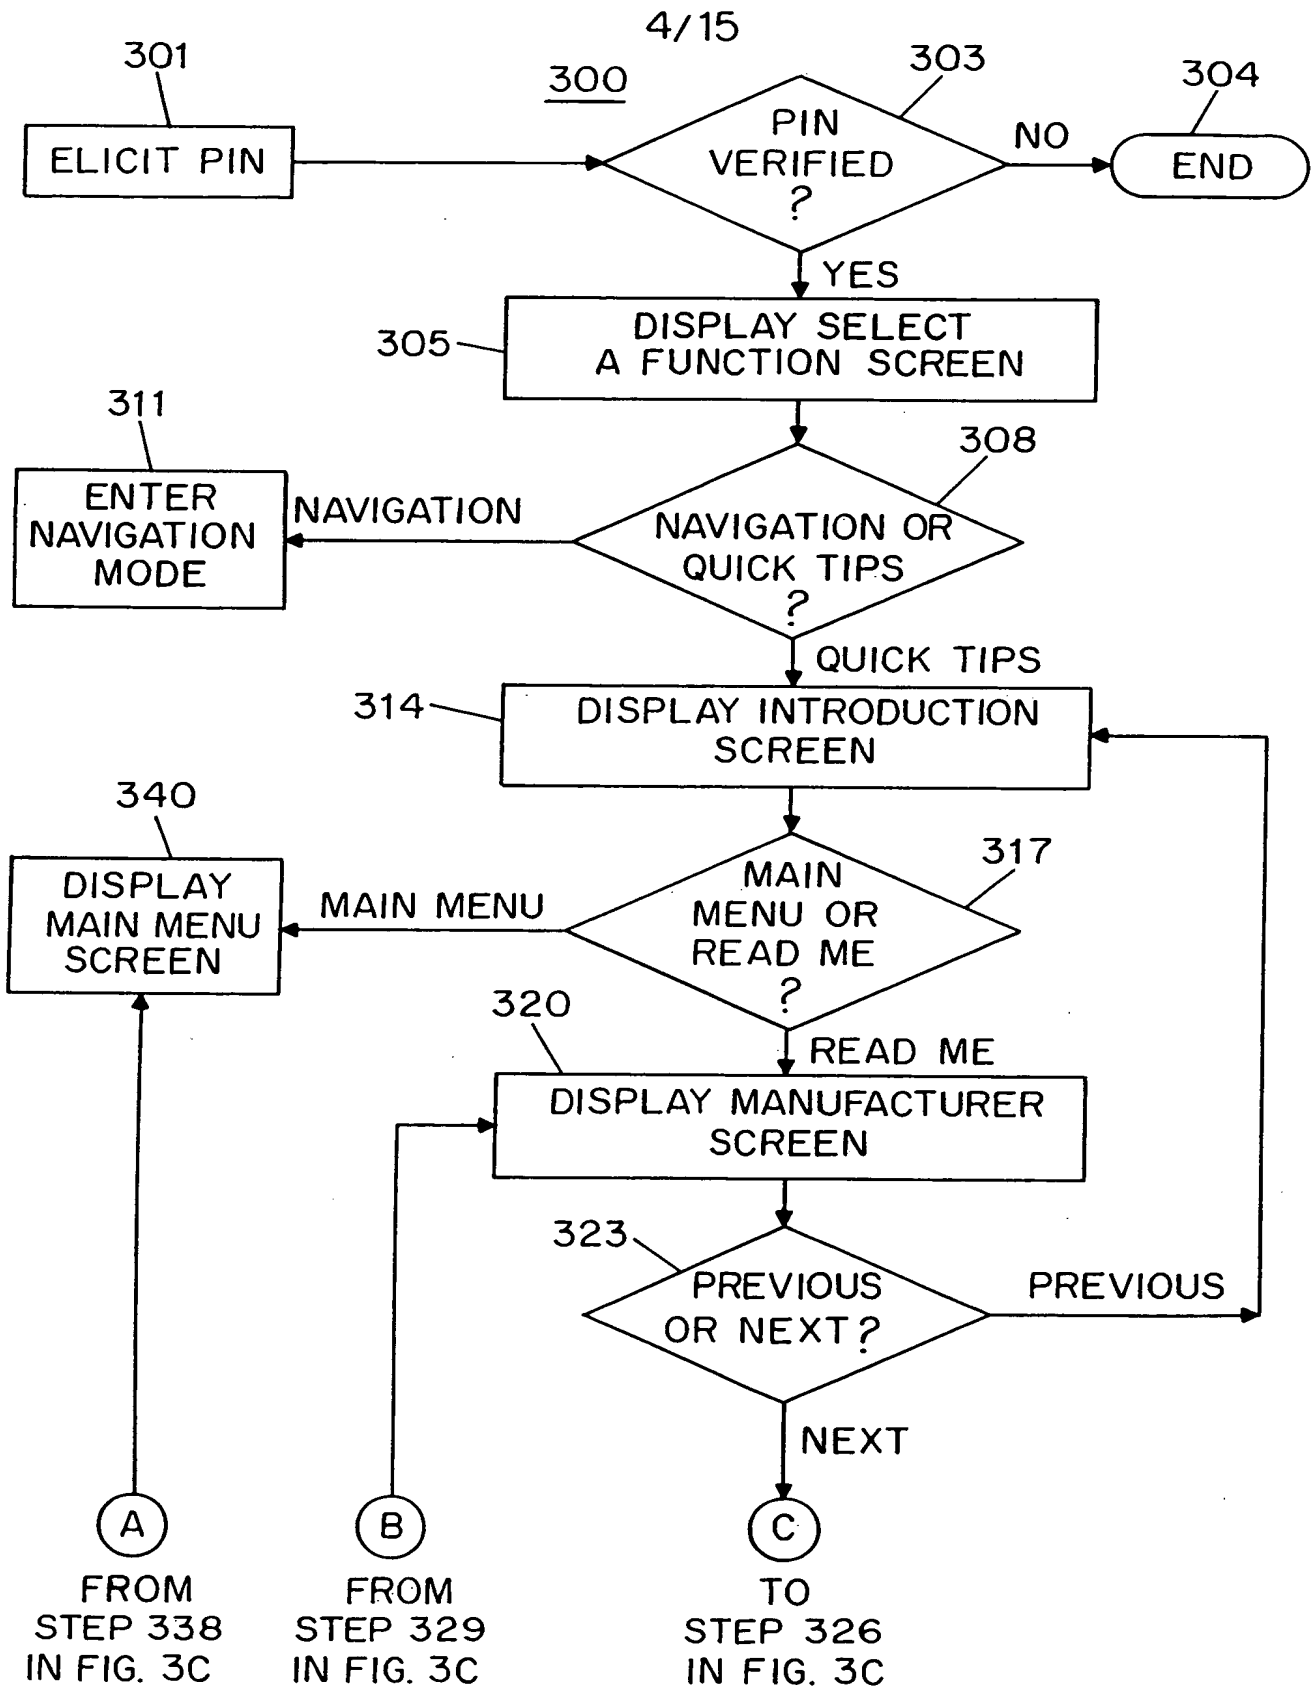 4/15
301
300
303
304
ELICIT PIN
PIN
VERIFIED
?
NO
END
YES
305
DISPLAY SELECT
A FUNCTION SCREEN
311
308
ENTER
NAVIGATION
MODE
NAVIGATION
NAVIGATION OR
QUICK TIPS
?
QUICK TIPS
314
DISPLAY INTRODUCTION
SCREEN
340
317
DISPLAY
MAIN MENU
SCREEN
MAIN MENU
MAIN
MENU OR
READ ME
?
320
READ ME
DISPLAY MANUFACTURER
SCREEN
323
PREVIOUS
OR NEXT?
PREVIOUS
NEXT
A
FROM
STEP 338
IN FIG. 3C
B
FROM
STEP 329
IN FIG. 3C
C
TO
STEP 326
IN FIG. 3C